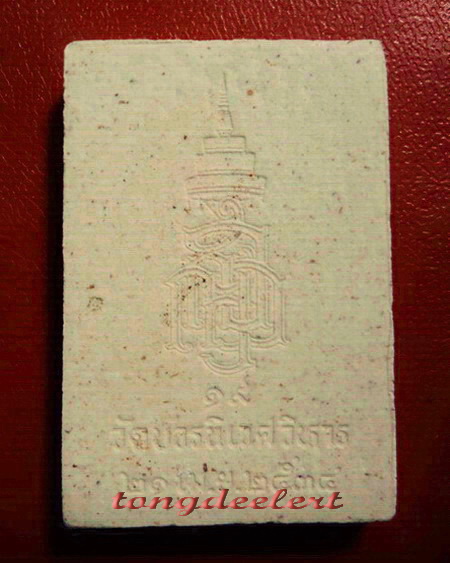 ๑๙
วัดบวรนิเวศวิหาร
๒๑ เม.ย. ๒๕๓๔
tongdeelert